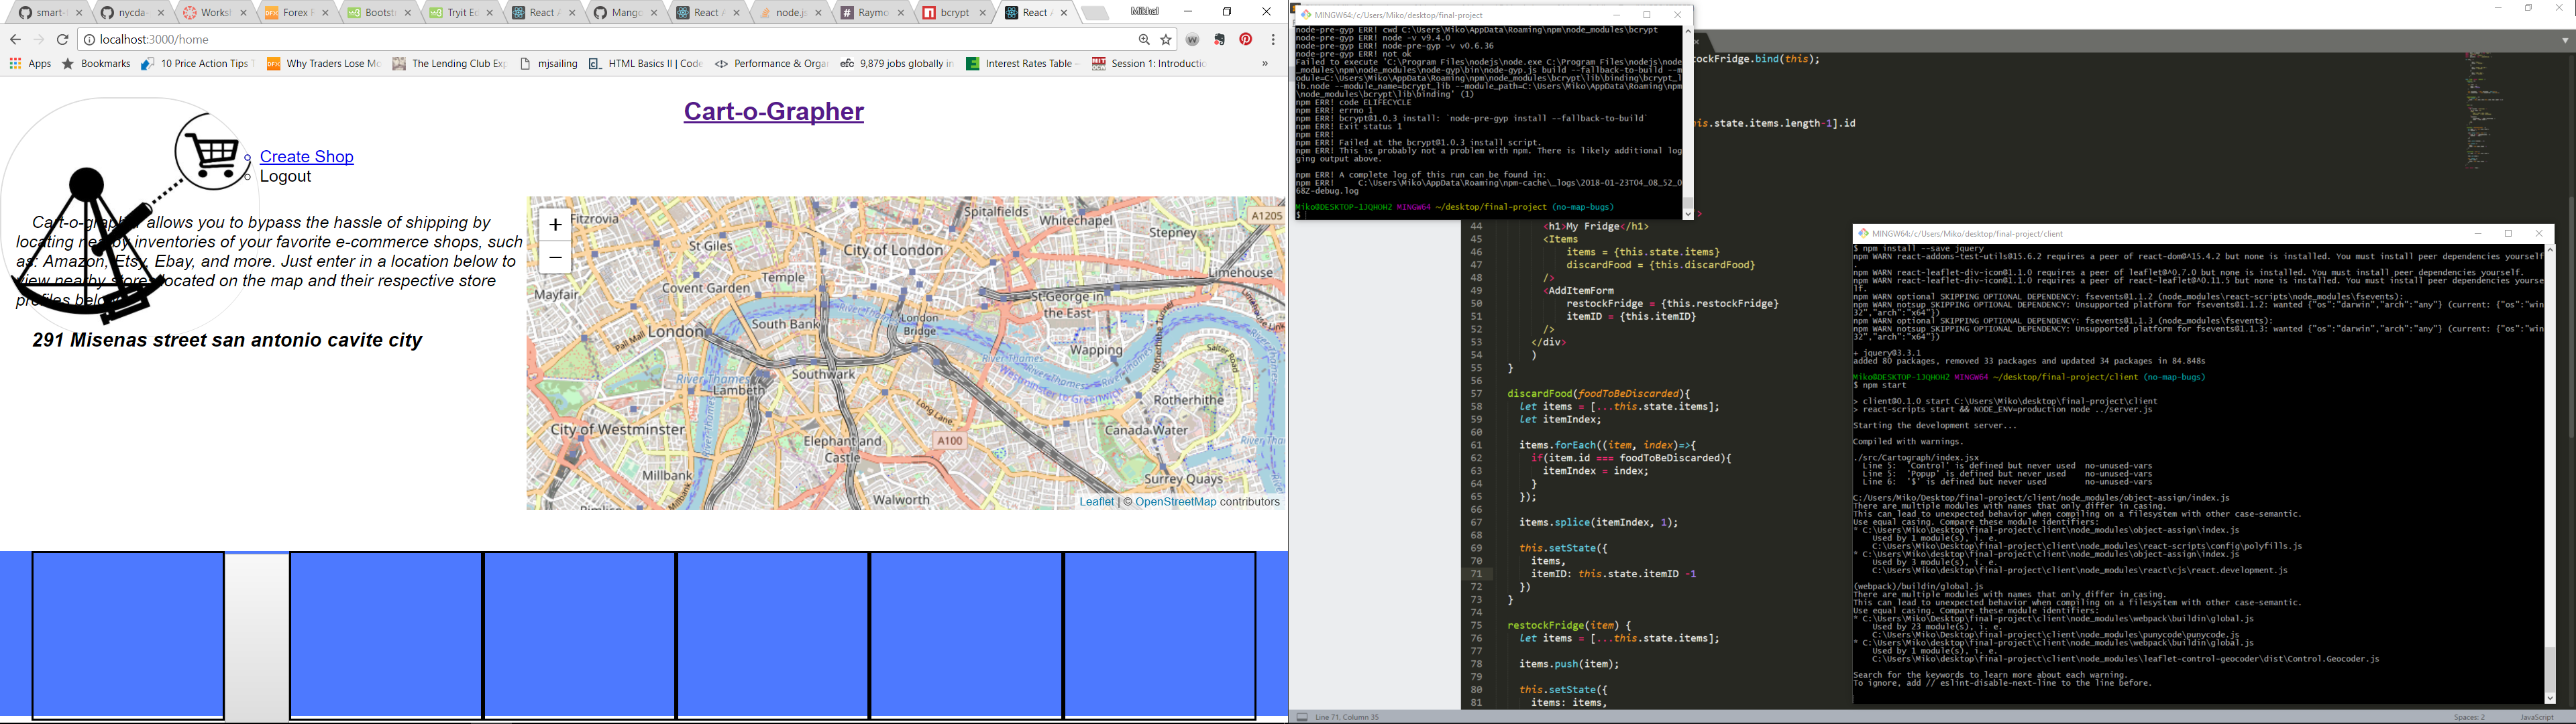 smart-f
nycda-
Worksh
Forex F
Bootst
Tryit Ed
React A
Mango
React A
node.js
Raymo
bcrypt
React A
Mikhal
localhost:3000/home
Apps
Bookmarks
10 Price Action Tips T
Why Traders Lose Mo
The Lending Club Exp
mjsailing
HTML Basics II | Code
Performance & Organ
9,879 jobs globally in
Interest Rates Table –
Session 1: Introductio
»
Cart-o-Grapher
Create Shop
Logout
Cart-o-grapher allows you to bypass the hassle of shipping by
locating nearby inventories of your favorite e-commerce shops, such
as: Amazon, Etsy, Ebay, and more. Just enter in a location below to
view nearby stores located on the map and their respective store
profiles below
291 Misenas street san antonio cavite city
+
−
Fitzrovia
Spitalfields
Whitechapel
A1205
St Giles
City of London
Stepney
Temple
Limehouse
Mayfair
Covent Garden
St George in
the East
London
South Bank
London
Bridge
Pall Mall
River Thames
Wapping
Rotherhithe Tunnel
Salter Road
Southwark
Westminster to Greenwich
River Thames
Lambeth
Long Lane
Rotherhithe
City of Westminster
A100
Canada Water
Elephant and
Castle
Millbank
Surrey Quays
Walworth
Leaflet | © OpenStreetMap contributors
MINGW64:/c/Users/Miko/desktop/final-project
node-pre-gyp ERR! cwd C:\Users\Miko\AppData\Roaming\npm\node_modules\bcrypt
node-pre-gyp ERR! node -v v9.4.0
node-pre-gyp ERR! node-pre-gyp -v v0.6.36
node-pre-gyp ERR! not ok
Failed to execute 'C:\Program Files\nodejs\node.exe C:\Program Files\nodejs\node
_modules\npm\node_modules\node-gyp\bin\node-gyp.js build --fallback-to-build --m
odule=C:\Users\Miko\AppData\Roaming\npm\node_modules\bcrypt\lib\binding\bcrypt_l
ib.node --module_name=bcrypt_lib --module_path=C:\Users\Miko\AppData\Roaming\npm
\node_modules\bcrypt\lib\binding' (1)
npm ERR! code ELIFECYCLE
npm ERR! errno 1
npm ERR! bcrypt@1.0.3 install: `node-pre-gyp install --fallback-to-build`
npm ERR! Exit status 1
npm ERR!
npm ERR! Failed at the bcrypt@1.0.3 install script.
npm ERR! This is probably not a problem with npm. There is likely additional log
ging output above.
npm ERR! A complete log of this run can be found in:
npm ERR!     C:\Users\Miko\AppData\Roaming\npm-cache\_logs\2018-01-23T04_08_52_0
68Z-debug.log
Miko@DESKTOP-1JQHOH2 MINGW64 ~/desktop/final-project (no-map-bugs)
$
tockFridge.bind(this);
is.state.items.length-1].id
>
44 <h1>My Fridge</h1>
45 <Items
46 items = {this.state.items}
47 discardFood = {this.discardFood}
48 />
49 <AddItemForm
50 restockFridge = {this.restockFridge}
51 itemID = {this.itemID}
52 />
53 </div>
54 )
55 }
56
57 discardFood(foodToBeDiscarded){
58 let items = [...this.state.items];
59 let itemIndex;
60
61 items.forEach((item, index)=>{
62 if(item.id === foodToBeDiscarded){
63 itemIndex = index;
64 }
65 });
66
67 items.splice(itemIndex, 1);
68
69 this.setState({
70 items,
71 itemID: this.state.itemID -1
72 })
73 }
74
75 restockFridge(item) {
76 let items = [...this.state.items];
77
78 items.push(item);
79
80 this.setState({
81 items: items,
MINGW64:/c/Users/Miko/desktop/final-project/client
$ npm install --save jquery
npm WARN react-addons-test-utils@15.6.2 requires a peer of react-dom@^15.4.2 but none is installed. You must install peer dependencies yourself
.
npm WARN react-leaflet-div-icon@1.1.0 requires a peer of leaflet@^0.7.0 but none is installed. You must install peer dependencies yourself.
npm WARN react-leaflet-div-icon@1.1.0 requires a peer of react-leaflet@^0.11.5 but none is installed. You must install peer dependencies yourse
lf.
npm WARN optional SKIPPING OPTIONAL DEPENDENCY: fsevents@1.1.2 (node_modules\react-scripts\node_modules\fsevents):
npm WARN notsup SKIPPING OPTIONAL DEPENDENCY: Unsupported platform for fsevents@1.1.2: wanted {"os":"darwin","arch":"any"} (current: {"os":"win
32","arch":"x64"})
npm WARN optional SKIPPING OPTIONAL DEPENDENCY: fsevents@1.1.3 (node_modules\fsevents):
npm WARN notsup SKIPPING OPTIONAL DEPENDENCY: Unsupported platform for fsevents@1.1.3: wanted {"os":"darwin","arch":"any"} (current: {"os":"win
32","arch":"x64"})
+ jquery@3.3.1
added 80 packages, removed 33 packages and updated 34 packages in 84.848s
Miko@DESKTOP-1JQHOH2 MINGW64 ~/desktop/final-project/client (no-map-bugs)
$ npm start
> client@0.1.0 start C:\Users\Miko\desktop\final-project\client
> react-scripts start && NODE_ENV=production node ../server.js
Starting the development server...
Compiled with warnings.
./src/Cartograph/index.jsx
Line 5:  'Control' is defined but never used  no-unused-vars
Line 5:  'Popup' is defined but never used    no-unused-vars
Line 6:  '$' is defined but never used        no-unused-vars
C:/Users/Miko/Desktop/final-project/client/node_modules/object-assign/index.js
There are multiple modules with names that only differ in casing.
This can lead to unexpected behavior when compiling on a filesystem with other case-semantic.
Use equal casing. Compare these module identifiers:
* C:\Users\Miko\Desktop\final-project\client\node_modules\object-assign\index.js
Used by 1 module(s), i. e.
C:\Users\Miko\Desktop\final-project\client\node_modules\react-scripts\config\polyfills.js
* C:\Users\Miko\desktop\final-project\client\node_modules\object-assign\index.js
Used by 3 module(s), i. e.
C:\Users\Miko\desktop\final-project\client\node_modules\react\cjs\react.development.js
(webpack)/buildin/global.js
There are multiple modules with names that only differ in casing.
This can lead to unexpected behavior when compiling on a filesystem with other case-semantic.
Use equal casing. Compare these module identifiers:
* C:\Users\Miko\Desktop\final-project\client\node_modules\webpack\buildin\global.js
Used by 23 module(s), i. e.
C:\Users\Miko\Desktop\final-project\client\node_modules\punycode\punycode.js
* C:\Users\Miko\desktop\final-project\client\node_modules\webpack\buildin\global.js
Used by 1 module(s), i. e.
C:\Users\Miko\desktop\final-project\client\node_modules\leaflet-control-geocoder\dist\Control.Geocoder.js
Search for the keywords to learn more about each warning.
To ignore, add // eslint-disable-next-line to the line before.
Line 71, Column 35
Spaces: 2
JavaScript